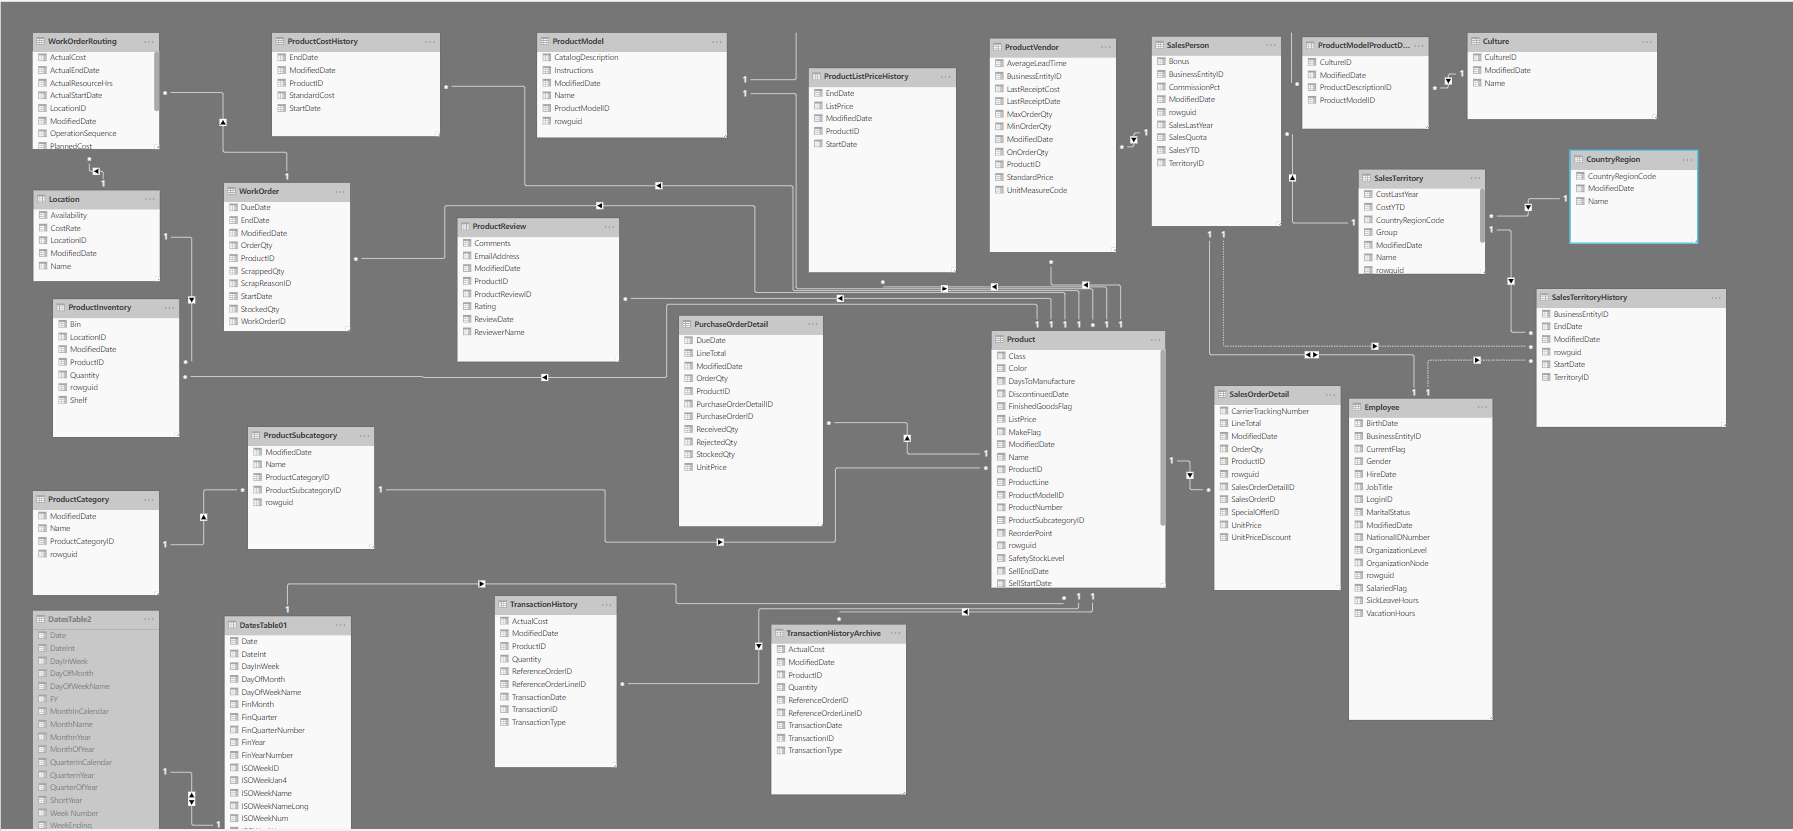 WorkOrderRouting
ActualCost
ActualEndDate
ActualResourceHrs
ActualStartDate
LocationID
ModifiedDate
OperationSequence
PlannedCost
ProductCostHistory
EndDate
ModifiedDate
ProductID
StandardCost
StartDate
ProductModel
CatalogDescription
Instructions
ModifiedDate
Name
ProductModelID
rowguid
ProductListPriceHistory
EndDate
ListPrice
ModifiedDate
ProductID
StartDate
ProductVendor
AverageLeadTime
BusinessEntityID
LastReceiptCost
LastReceiptDate
MaxOrderQty
MinOrderQty
ModifiedDate
OnOrderQty
ProductID
StandardPrice
UnitMeasureCode
SalesPerson
Bonus
BusinessEntityID
CommissionPct
ModifiedDate
rowguid
SalesLastYear
SalesQuota
SalesYTD
TerritoryID
ProductModelProductD...
CultureID
ModifiedDate
ProductDescriptionID
ProductModelID
Culture
CultureID
ModifiedDate
Name
CountryRegion
CountryRegionCode
ModifiedDate
Name
SalesTerritory
CostLastYear
CostYTD
CountryRegionCode
Group
ModifiedDate
Name
rowguid
Location
Availability
CostRate
LocationID
ModifiedDate
Name
WorkOrder
DueDate
EndDate
ModifiedDate
OrderQty
ProductID
ScrappedQty
ScrapReasonID
StartDate
StockedQty
WorkOrderID
ProductReview
Comments
EmailAddress
ModifiedDate
ProductID
ProductReviewID
Rating
ReviewDate
ReviewerName
SalesTerritoryHistory
BusinessEntityID
EndDate
ModifiedDate
rowguid
StartDate
TerritoryID
ProductInventory
Bin
LocationID
ModifiedDate
ProductID
Quantity
rowguid
Shelf
PurchaseOrderDetail
DueDate
LineTotal
ModifiedDate
OrderQty
ProductID
PurchaseOrderDetailID
PurchaseOrderID
ReceivedQty
RejectedQty
StockedQty
UnitPrice
Product
Class
Color
DaysToManufacture
DiscontinuedDate
FinishedGoodsFlag
ListPrice
MakeFlag
ModifiedDate
Name
ProductID
ProductLine
ProductModelID
ProductNumber
ProductSubcategoryID
ReorderPoint
rowguid
SafetyStockLevel
SellEndDate
SellStartDate
SalesOrderDetail
CarrierTrackingNumber
LineTotal
ModifiedDate
OrderQty
ProductID
rowguid
SalesOrderDetailID
SalesOrderID
SpecialOfferID
UnitPrice
UnitPriceDiscount
Employee
BirthDate
BusinessEntityID
CurrentFlag
Gender
HireDate
JobTitle
LoginID
MaritalStatus
ModifiedDate
NationalIDNumber
OrganizationLevel
OrganizationNode
rowguid
SalariedFlag
SickLeaveHours
VacationHours
ProductSubcategory
ModifiedDate
Name
ProductCategoryID
ProductSubcategoryID
rowguid
ProductCategory
ModifiedDate
Name
ProductCategoryID
rowguid
DatesTable2
Date
DateInt
DayInWeek
DayOfMonth
DayOfWeekName
FY
MonthInCalendar
MonthName
MonthnYear
MonthOfYear
QuarterInCalendar
QuarternYear
QuarterOfYear
ShortYear
Week Number
WeekEnding
DatesTable01
Date
DateInt
DayInWeek
DayOfMonth
DayOfWeekName
FinMonth
FinQuarter
FinQuarterNumber
FinYear
FinYearNumber
ISOWeekID
ISOWeekJan4
ISOWeekName
ISOWeekNameLong
ISOWeekNum
TransactionHistory
ActualCost
ModifiedDate
ProductID
Quantity
ReferenceOrderID
ReferenceOrderLineID
TransactionDate
TransactionID
TransactionType
TransactionHistoryArchive
ActualCost
ModifiedDate
ProductID
Quantity
ReferenceOrderID
ReferenceOrderLineID
TransactionDate
TransactionID
TransactionType